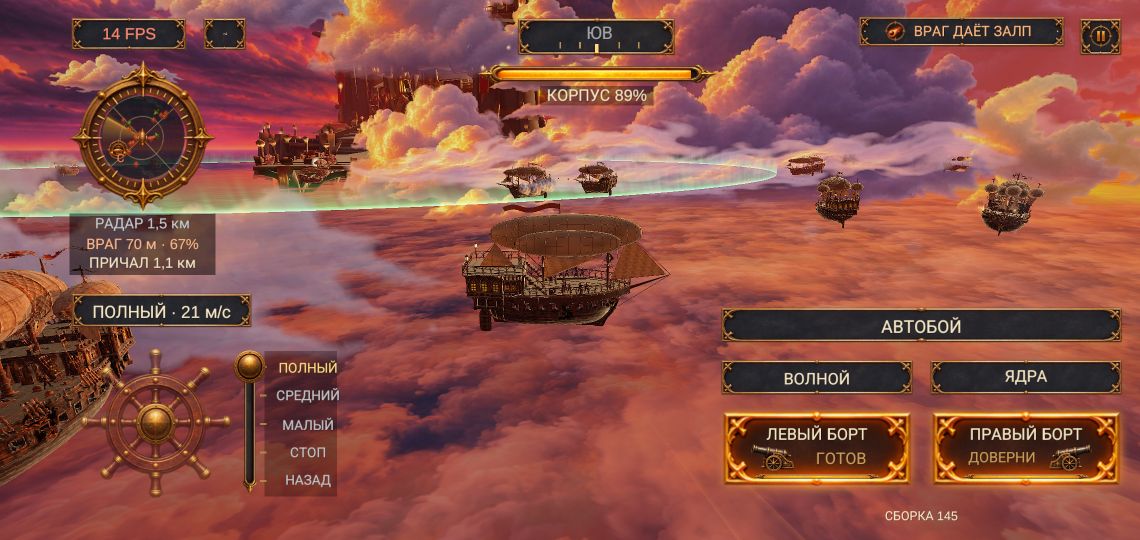 14 FPS
ЮВ
ВРАГ ДАЁТ ЗАЛП
КОРПУС 89%
РАДАР 1,5 км
ВРАГ 70 м · 67%
ПРИЧАЛ 1,1 км
ПОЛНЫЙ · 21 м/с
ПОЛНЫЙ
СРЕДНИЙ
МАЛЫЙ
СТОП
НАЗАД
АВТОБОЙ
ВОЛНОЙ
ЯДРА
ЛЕВЫЙ БОРТ
ГОТОВ
ПРАВЫЙ БОРТ
ДОВЕРНИ
СБОРКА 145